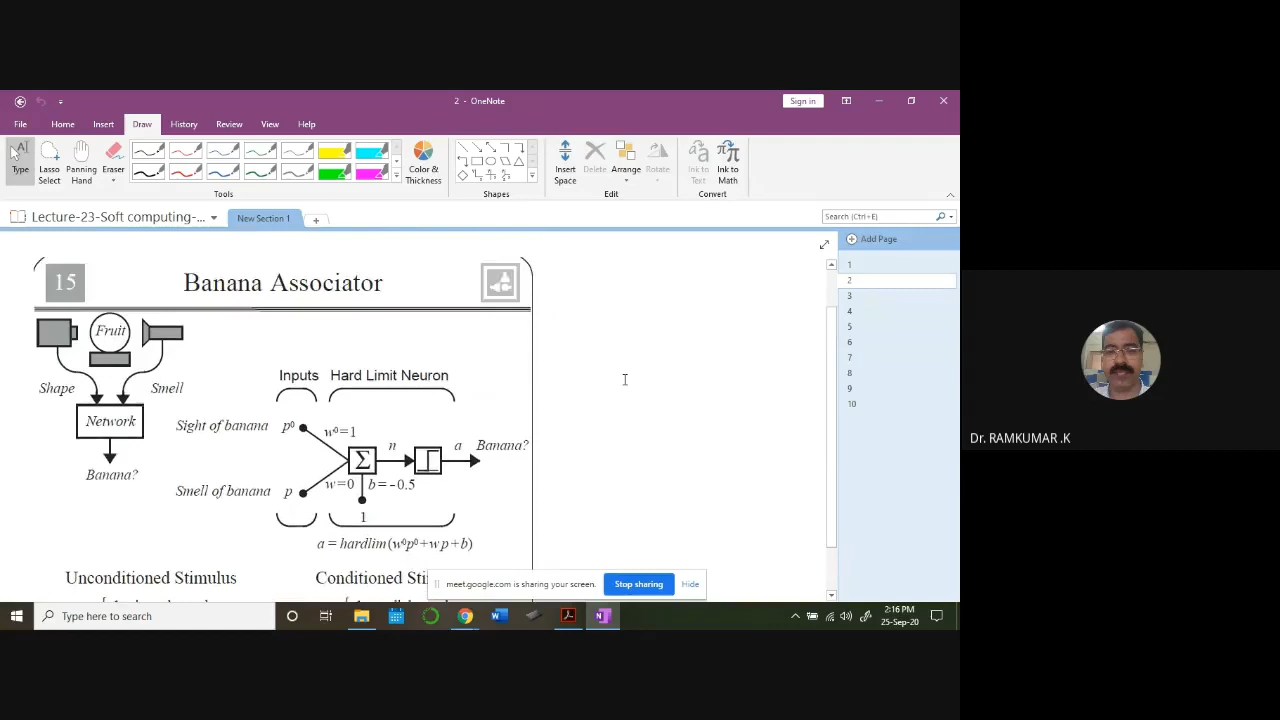 2 - OneNote
Sign in
File Home Insert Draw History Review View Help
Type
Lasso Select
Panning Hand
Eraser
Color & Thickness
Insert Space
Delete
Arrange
Rotate
Ink to Text
Ink to Math
Tools
Shapes
Edit
Convert
Lecture-23-Soft computing-...
New Section 1
Search (Ctrl+E)
Add Page
1
2
3
4
5
6
7
8
9
10
15
Banana Associator
Fruit
Shape
Smell
Network
Banana?
Inputs
Hard Limit Neuron
Sight of banana p⁰
w⁰=1
Σ
n
a
Banana?
Smell of banana p
w=0
b=-0.5
1
a = hardlim(w⁰p⁰+wp+b)
Unconditioned Stimulus
Conditioned Sti
meet.google.com is sharing your screen.
Stop sharing
Hide
Type here to search
2:16 PM
25-Sep-20
Dr. RAMKUMAR .K